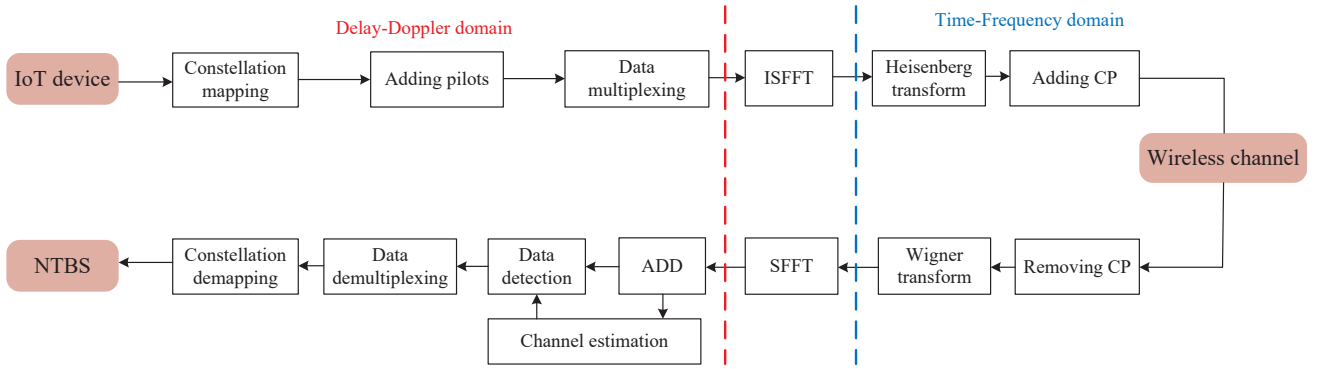 Delay-Doppler domain
Time-Frequency domain
IoT device
Constellation
mapping
Adding pilots
Data
multiplexing
ISFFT
Heisenberg
transform
Adding CP
Wireless channel
NTBS
Constellation
demapping
Data
demultiplexing
Data
detection
ADD
SFFT
Wigner
transform
Removing CP
Channel estimation